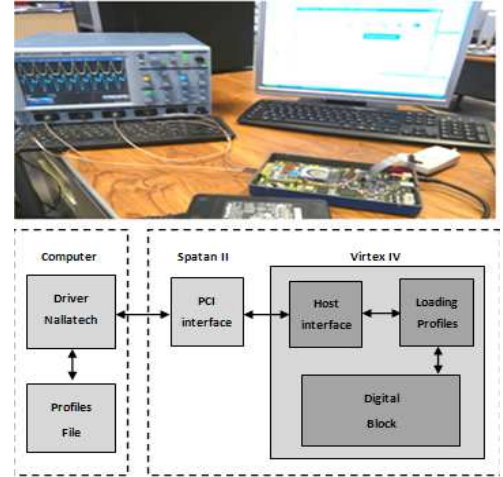 Computer
Spatan II
Virtex IV
Driver
Nallatech
PCI
interface
Host
interface
Loading
Profiles
Profiles
File
Digital
Block